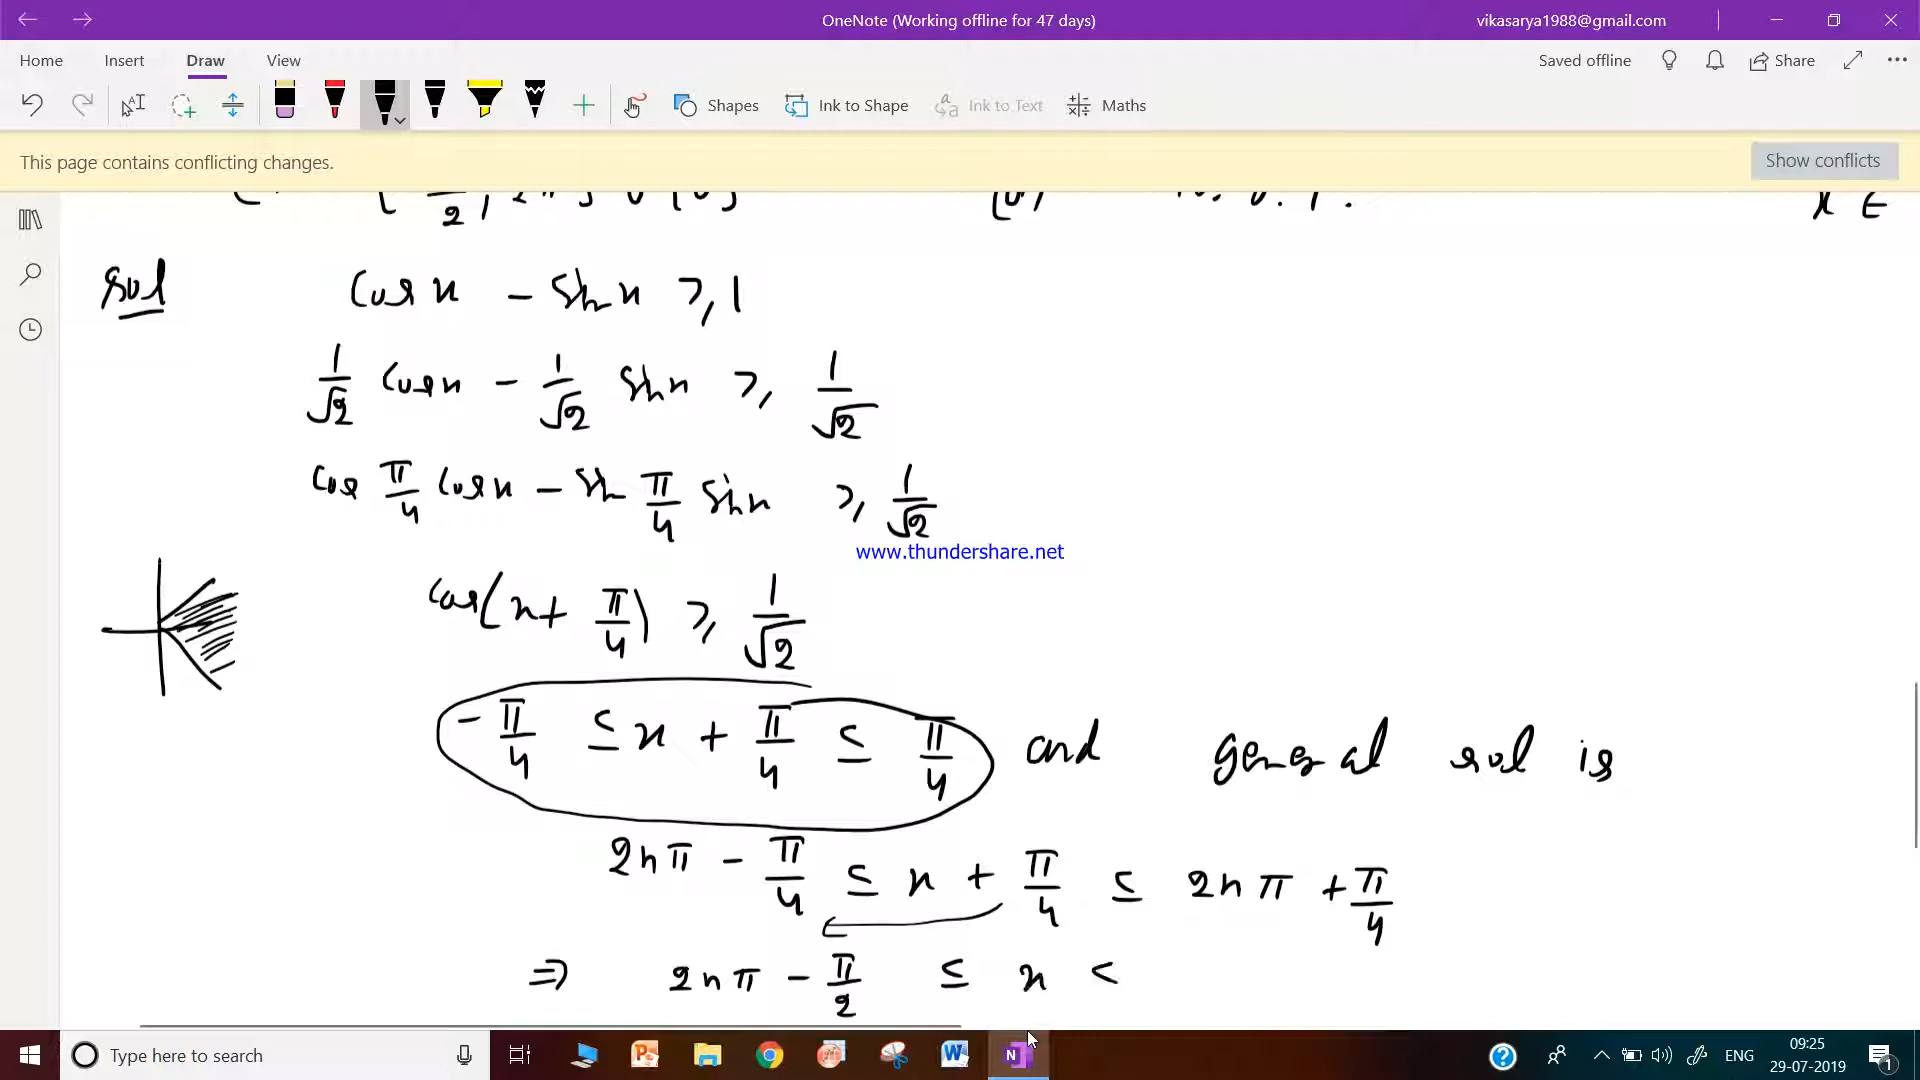 OneNote (Working offline for 47 days)
vikasarya1988@gmail.com
Home Insert Draw View
Saved offline
Share
Shapes
Ink to Shape
Ink to Text
Maths
This page contains conflicting changes.
Show conflicts
x ∈
sol cos x - sin x ≥ 1
1/√2 cos x - 1/√2 sin x ≥ 1/√2
cos π/4 cos x - sin π/4 sin x ≥ 1/√2
www.thundershare.net
cos(x + π/4) ≥ 1/√2
-π/4 ≤ x + π/4 ≤ π/4 and general sol is
2nπ - π/4 ≤ x + π/4 ≤ 2nπ + π/4
⇒ 2nπ - π/2 ≤ x <
Type here to search
ENG
09:25
29-07-2019
1